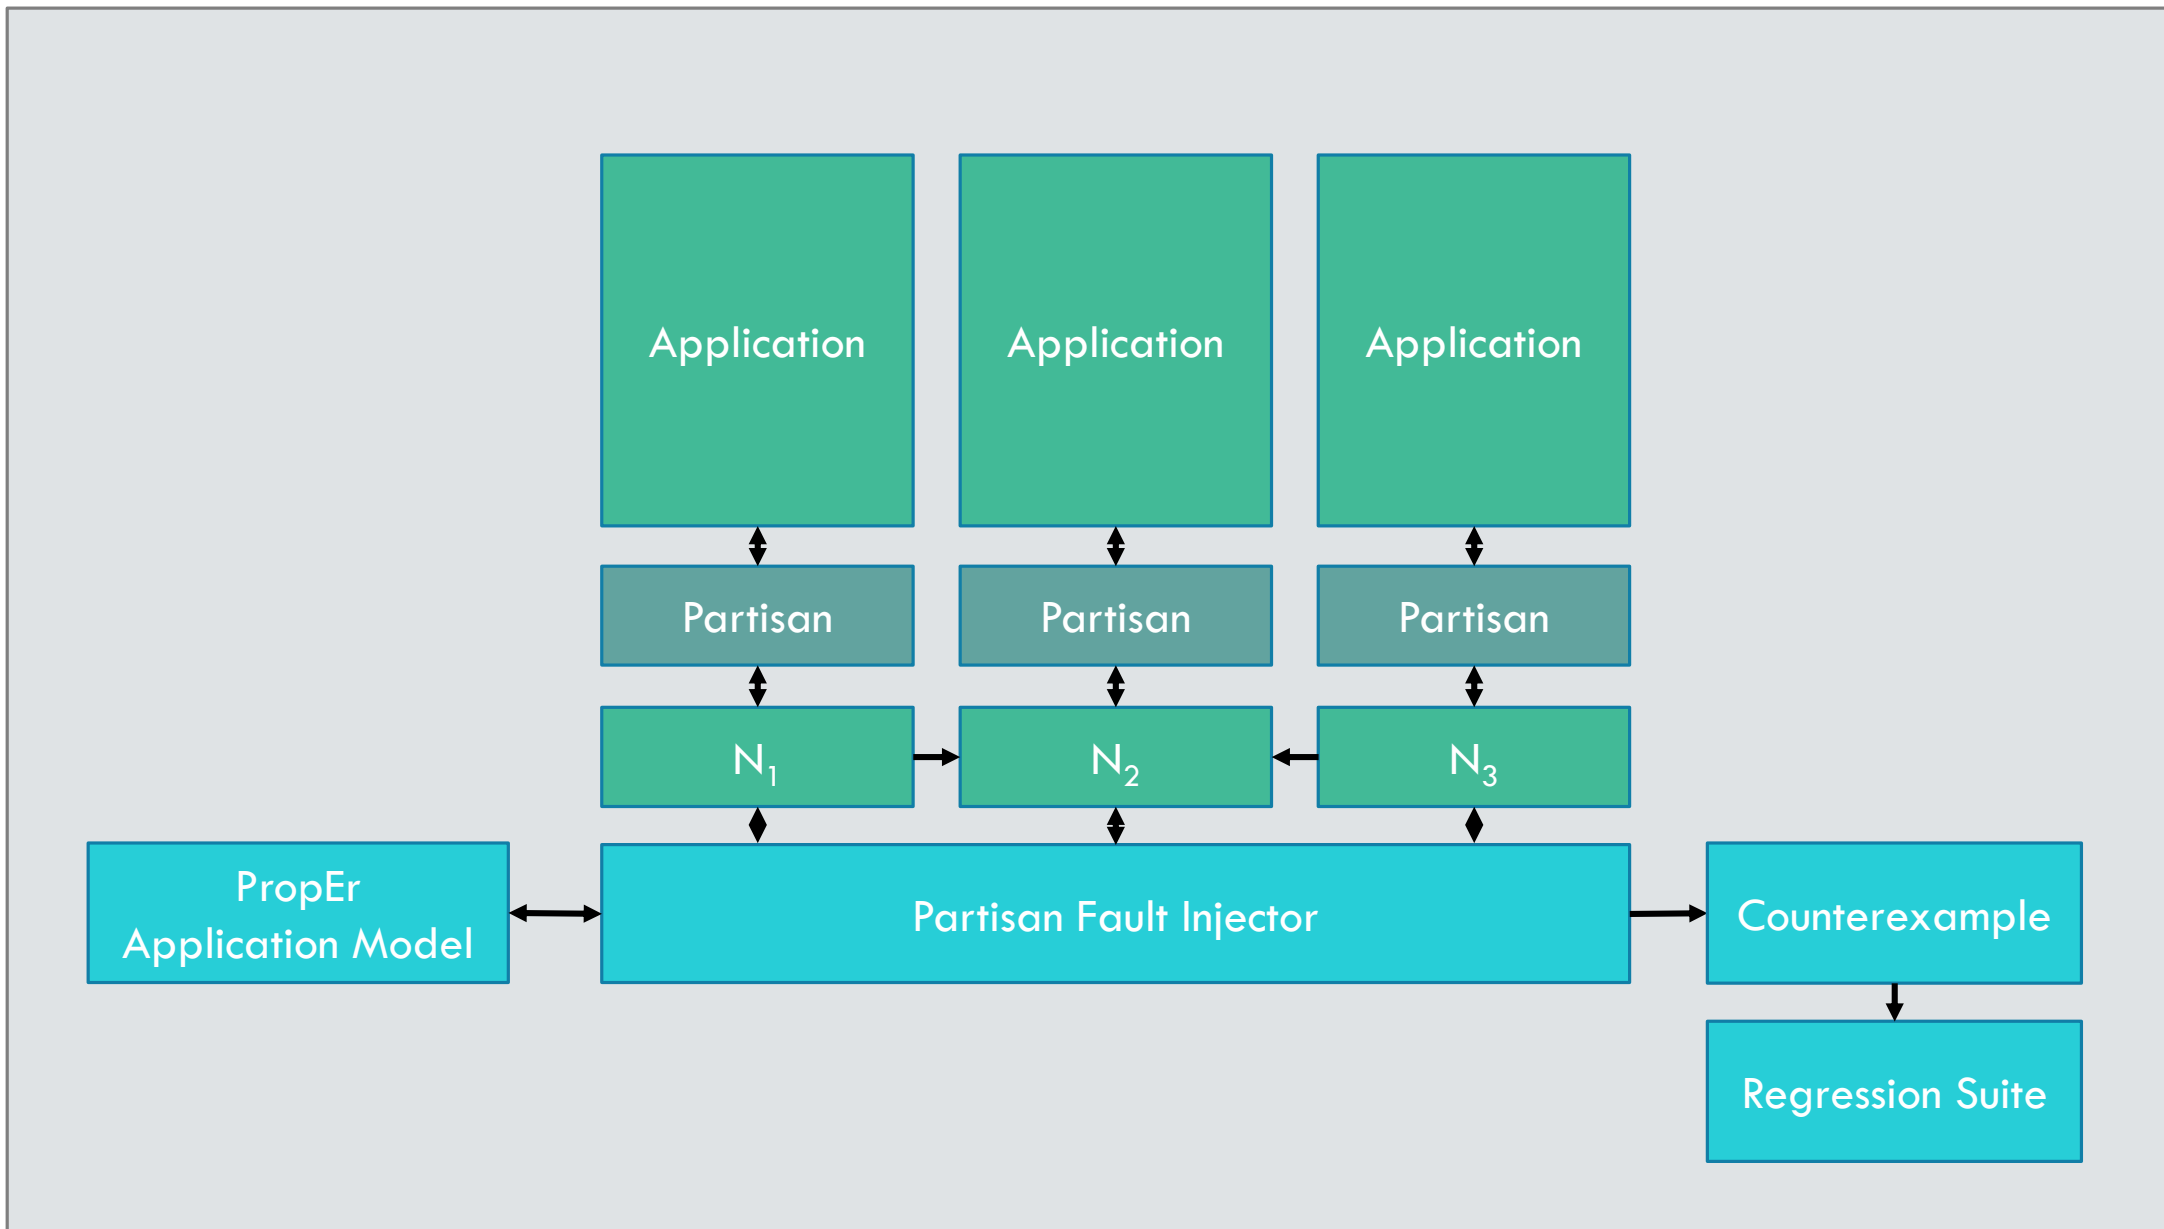 Application
Application
Application
Partisan
Partisan
Partisan
N₁
N₂
N₃
PropEr
Application Model
Partisan Fault Injector
Counterexample
Regression Suite